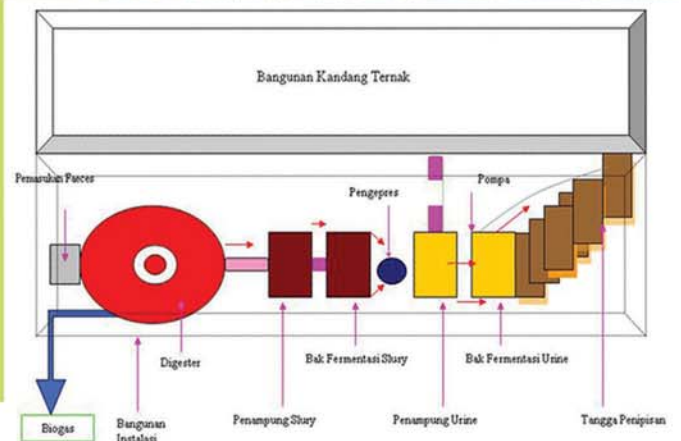 Bangunan Kandang Ternak
Pemasukan Faeces
Pengepres
Pompa
Digester
Bak Fermentasi Slury
Bak Fermentasi Urine
Biogas
Bangunan
Instalasi
Penampung Slury
Penampung Urine
Tangga Penipisan